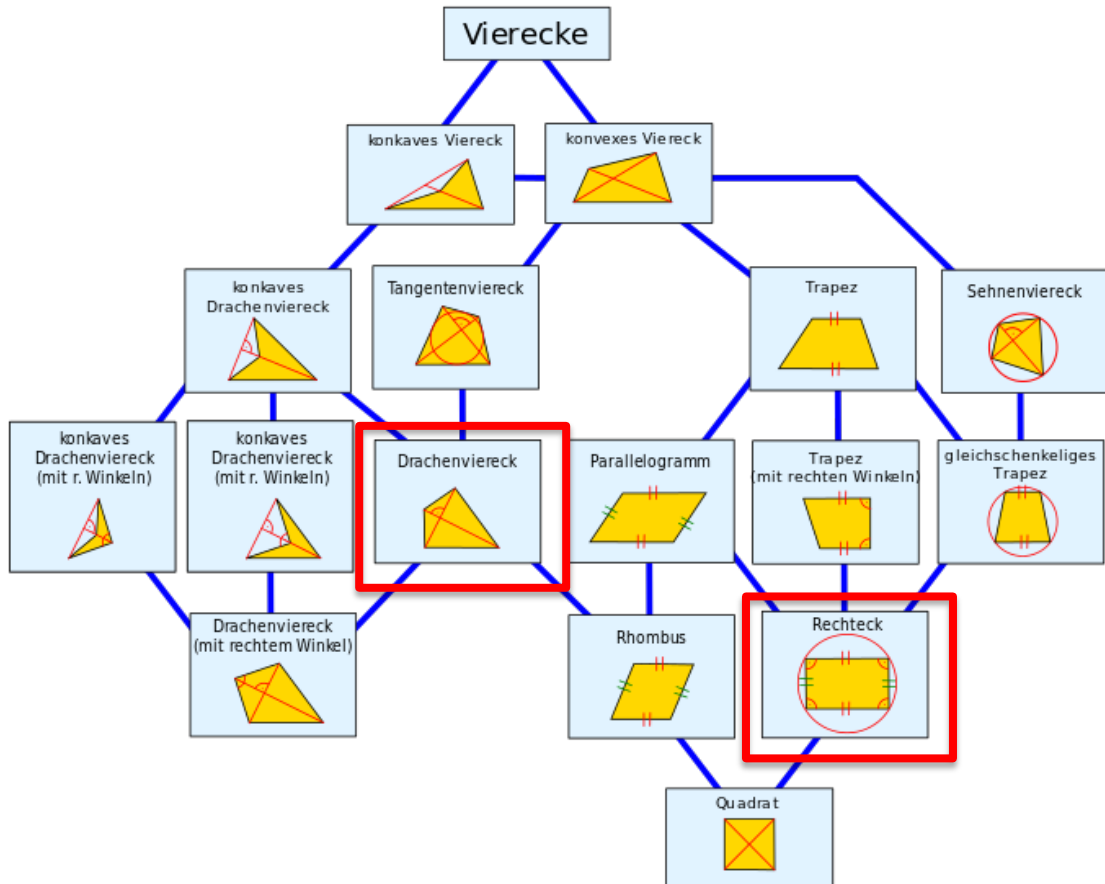 Vierecke
konkaves Viereck
konvexes Viereck
konkaves
Drachenviereck
Tangentenviereck
Trapez
Sehnenviereck
konkaves
Drachenviereck
(mit r. Winkeln)
konkaves
Drachenviereck
(mit r. Winkeln)
Drachenviereck
Parallelogramm
Trapez
(mit rechten Winkeln)
gleichschenkeliges
Trapez
Drachenviereck
(mit rechtem Winkel)
Rhombus
Rechteck
Quadrat